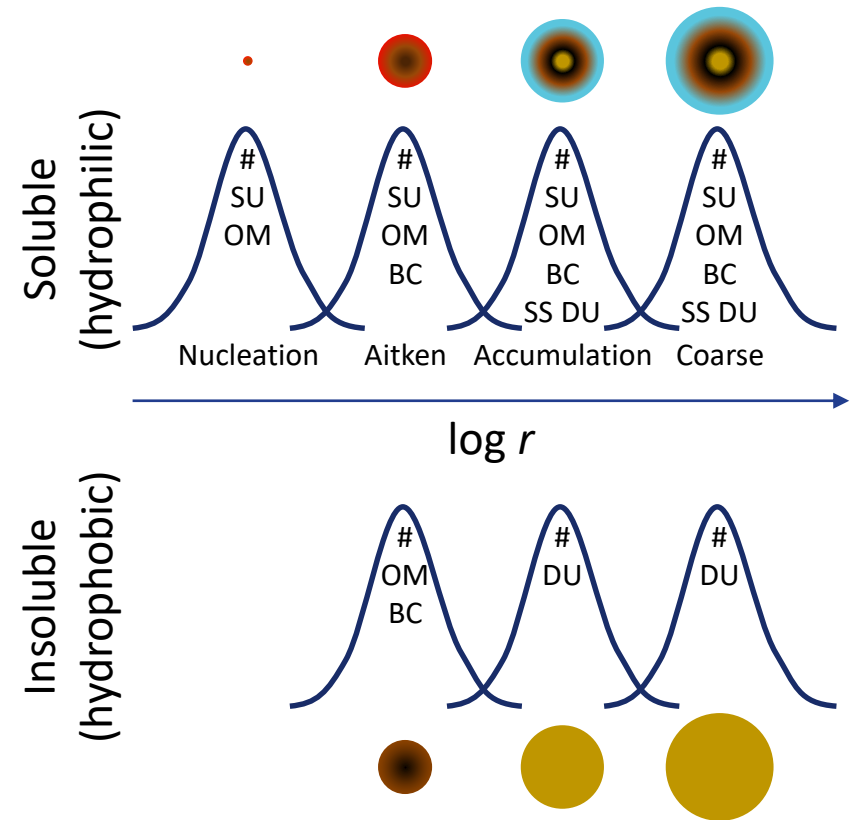 Soluble
(hydrophilic)
#
SU
OM
#
SU
OM
BC
#
SU
OM
BC
SS DU
#
SU
OM
BC
SS DU
Nucleation
Aitken
Accumulation
Coarse
log r
Insoluble
(hydrophobic)
#
OM
BC
#
DU
#
DU